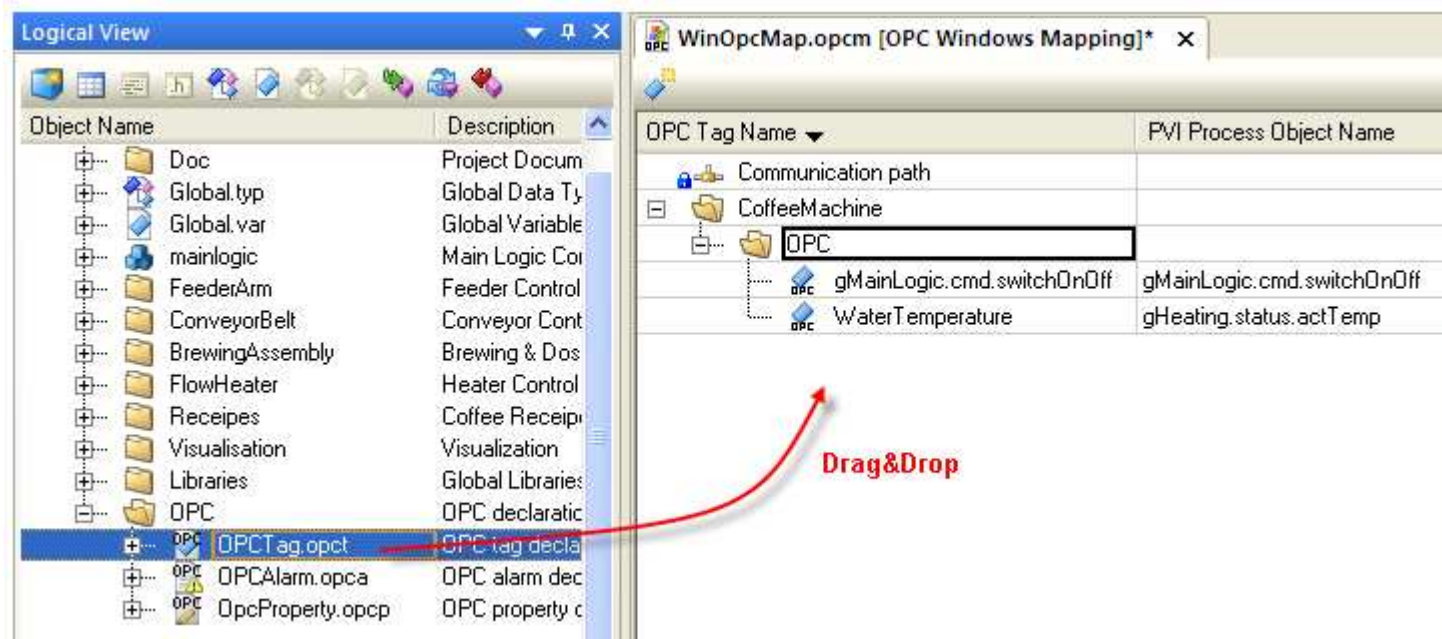 Logical View
Object Name Description
Doc Project Docum
Global.typ Global Data Ty
Global.var Global Variable
mainlogic Main Logic Co
FeederArm Feeder Control
ConveyorBelt Conveyor Cont
BrewingAssembly Brewing & Dos
FlowHeater Heater Control
Receipes Coffee Receip
Visualisation Visualization
Libraries Global Libraries
OPC OPC declaratic
OPCTag.opct OPC tag decla
OPCAlarm.opca OPC alarm dec
OpcProperty.opcp OPC property c
WinOpcMap.opcm [OPC Windows Mapping]*
OPC Tag Name PVI Process Object Name
Communication path
CoffeeMachine
OPC
gMainLogic.cmd.switchOnOff gMainLogic.cmd.switchOnOff
WaterTemperature gHeating.status.actTemp
Drag&Drop